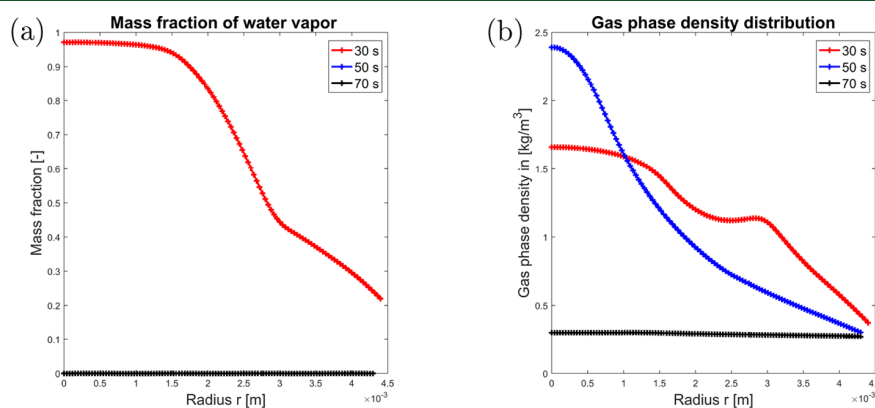 (a)
Mass fraction of water vapor
1
0.9
0.8
0.7
0.6
0.5
0.4
0.3
0.2
0.1
0
Mass fraction [-]
30 s
50 s
70 s
0 0.5 1 1.5 2 2.5 3 3.5 4 4.5
Radius r [m]
×10⁻³
(b)
Gas phase density distribution
2.5
2
1.5
1
0.5
0
Gas phase density in [kg/m³]
30 s
50 s
70 s
0 0.5 1 1.5 2 2.5 3 3.5 4 4.5
Radius r [m]
×10⁻³